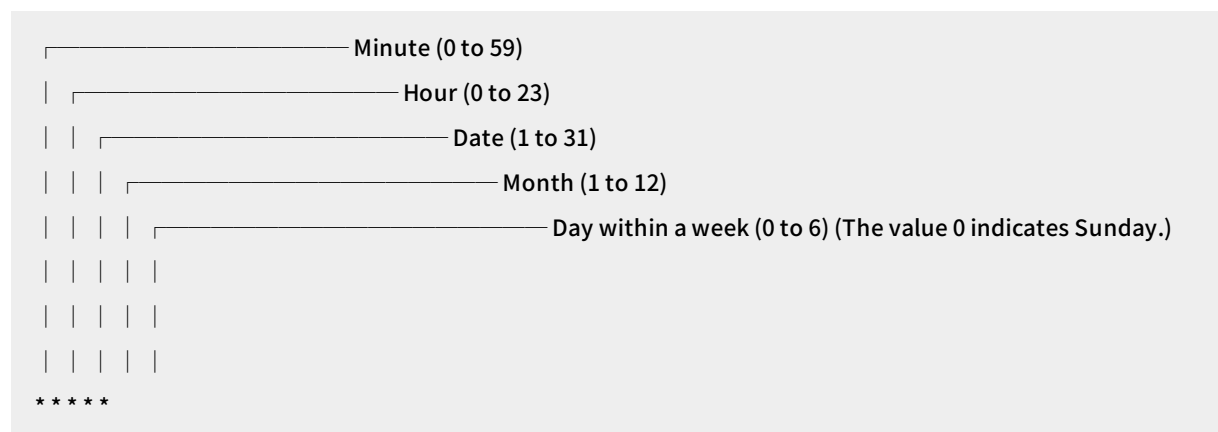 ┌──────────── Minute (0 to 59)
│ ┌──────────── Hour (0 to 23)
│ │ ┌──────────── Date (1 to 31)
│ │ │ ┌──────────── Month (1 to 12)
│ │ │ │ ┌──────────── Day within a week (0 to 6) (The value 0 indicates Sunday.)
│ │ │ │ │
│ │ │ │ │
│ │ │ │ │
* * * * *